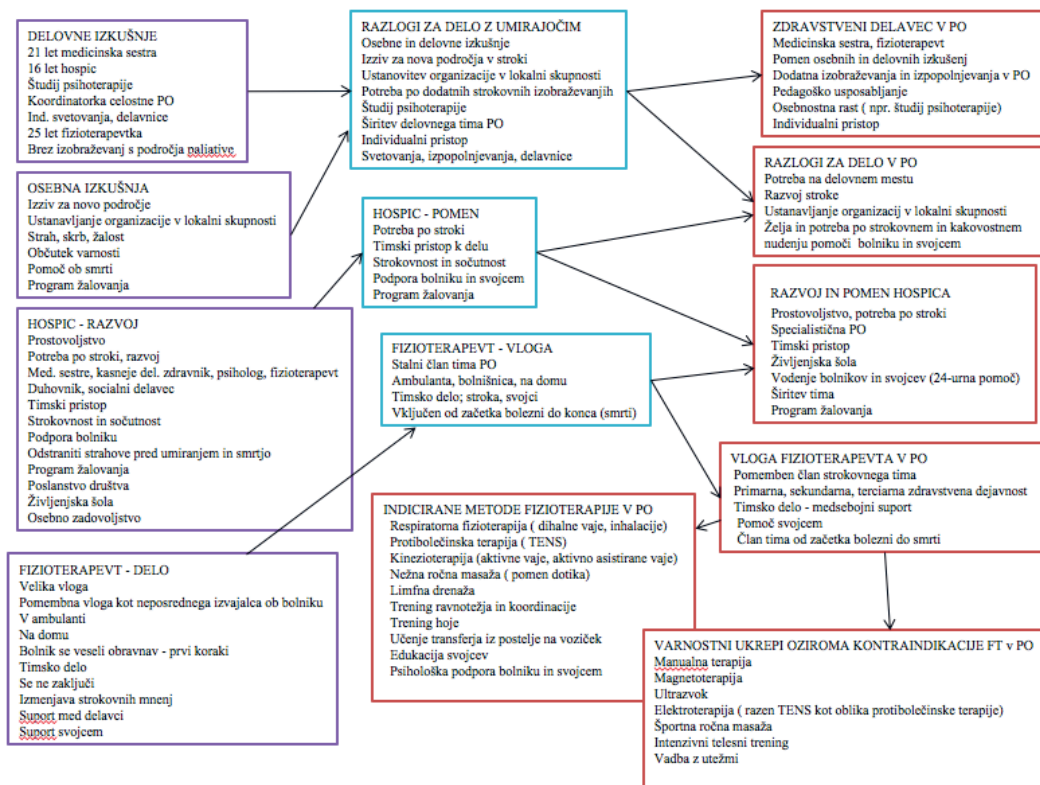 DELOVNE IZKUŠNJE
21 let medicinska sestra
16 let hospic
Študij psihoterapije
Koordinatorka celostne PO
Ind. svetovanja, delavnice
25 let fizioterapevtka
Brez izobraževanj s področja paliative
OSEBNA IZKUŠNJA
Izziv za novo področje
Ustanavljanje organizacije v lokalni skupnosti
Strah, skrb, žalost
Občutek varnosti
Pomoč ob smrti
Program žalovanja
HOSPIC - RAZVOJ
Prostovoljstvo
Potreba po stroki, razvoj
Med. sestre, kasneje del. zdravnik, psiholog, fizioterapevt
Duhovnik, socialni delavec
Timski pristop
Strokovnost in sočutnost
Podpora bolniku
Odstraniti strahove pred umiranjem in smrtjo
Program žalovanja
Poslanstvo društva
Življenjska šola
Osebno zadovoljstvo
FIZIOTERAPEVT - DELO
Velika vloga
Pomembna vloga kot neposrednega izvajalca ob bolniku
V ambulanti
Na domu
Bolnik se veseli obravnav - prvi koraki
Timsko delo
Se ne zaključi
Izmenjava strokovnih mnenj
Suport med delavci
Suport svojcem
RAZLOGI ZA DELO Z UMIRAJOČIM
Osebne in delovne izkušnje
Izziv za nova področja v stroki
Ustanovitev organizacije v lokalni skupnosti
Potreba po dodatnih strokovnih izobraževanjih
Študij psihoterapije
Širitev delovnega tima PO
Individualni pristop
Svetovanja, izpopolnjevanja, delavnice
HOSPIC - POMEN
Potreba po stroki
Timski pristop k delu
Strokovnost in sočutnost
Podpora bolniku in svojcem
Program žalovanja
FIZIOTERAPEVT - VLOGA
Stalni član tima PO
Ambulanta, bolnišnica, na domu
Timsko delo; stroka, svojci
Vključen od začetka bolezni do konca (smrti)
INDICIRANE METODE FIZIOTERAPIJE V PO
Respiratorna fizioterapija ( dihalne vaje, inhalacije)
Protibolečinska terapija ( TENS)
Kinezioterapija (aktivne vaje, aktivno asistirane vaje)
Nežna ročna masaža ( pomen dotika)
Limfna drenaža
Trening ravnotežja in koordinacije
Trening hoje
Učenje transferja iz postelje na voziček
Edukacija svojcev
Psihološka podpora bolniku in svojcem
ZDRAVSTVENI DELAVEC V PO
Medicinska sestra, fizioterapevt
Pomen osebnih in delovnih izkušenj
Dodatna izobraževanja in izpopolnjevanja v PO
Pedagoško usposabljanje
Osebnostna rast ( npr. študij psihoterapije)
Individualni pristop
RAZLOGI ZA DELO V PO
Potreba na delovnem mestu
Razvoj stroke
Ustanavljanje organizacij v lokalni skupnosti
Želja in potreba po strokovnem in kakovostnem
nudenju pomoči bolniku in svojcem
RAZVOJ IN POMEN HOSPICA
Prostovoljstvo, potreba po stroki
Specialistična PO
Timski pristop
Življenjska šola
Vodenje bolnikov in svojcev (24-urna pomoč)
Širitev tima
Program žalovanja
VLOGA FIZIOTERAPEVTA V PO
Pomemben član strokovnega tima
Primarna, sekundarna, terciarna zdravstvena dejavnost
Timsko delo - medsebojni suport
Pomoč svojcem
Član tima od začetka bolezni do smrti
VARNOSTNI UKREPI OZIROMA KONTRAINDIKACIJE FT v PO
Manualna terapija
Magnetoterapija
Ultrazvok
Elektroterapija ( razen TENS kot oblika protibolečinske terapije)
Športna ročna masaža
Intenzivni telesni trening
Vadba z utežmi